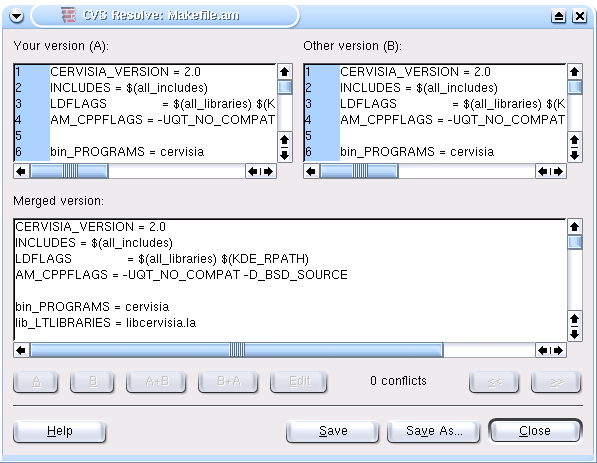 CVS Resolve: Makefile.am
Your version (A):
Other version (B):
1 CERVISIA_VERSION = 2.0
2 INCLUDES = $(all_includes)
3 LDFLAGS = $(all_libraries) $(K
4 AM_CPPFLAGS = -UQT_NO_COMPAT
5
6 bin_PROGRAMS = cervisia
1 CERVISIA_VERSION = 2.0
2 INCLUDES = $(all_includes)
3 LDFLAGS = $(all_libraries) $(K
4 AM_CPPFLAGS = -UQT_NO_COMPAT
5
6 bin_PROGRAMS = cervisia
Merged version:
CERVISIA_VERSION = 2.0
INCLUDES = $(all_includes)
LDFLAGS = $(all_libraries) $(KDE_RPATH)
AM_CPPFLAGS = -UQT_NO_COMPAT -D_BSD_SOURCE
bin_PROGRAMS = cervisia
lib_LTLIBRARIES = libcervisia.la
A B A+B B+A Edit 0 conflicts << >>
Help Save Save As... Close